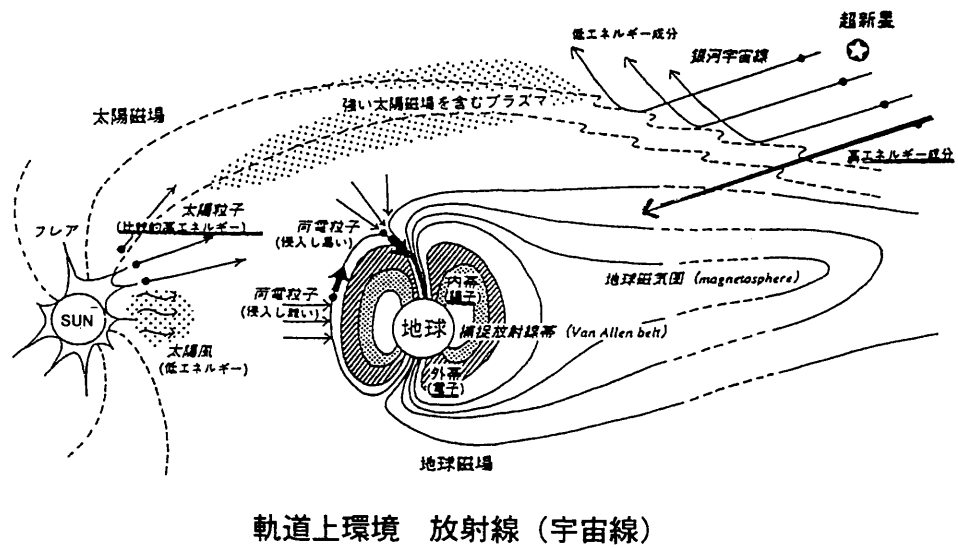 超新星
低エネルギー成分
銀河宇宙線
強い太陽磁場を含むプラズマ
太陽磁場
高エネルギー成分
太陽粒子
(比較的高エネルギー)
フレア
荷電粒子
(侵入し易い)
内帯
(陽子)
地球磁気圏 (magnetosphere)
荷電粒子
(侵入し難い)
SUN
地球
捕捉放射線帯 (Van Allen belt)
太陽風
(低エネルギー)
外帯
(電子)
地球磁場
軌道上環境 放射線(宇宙線)